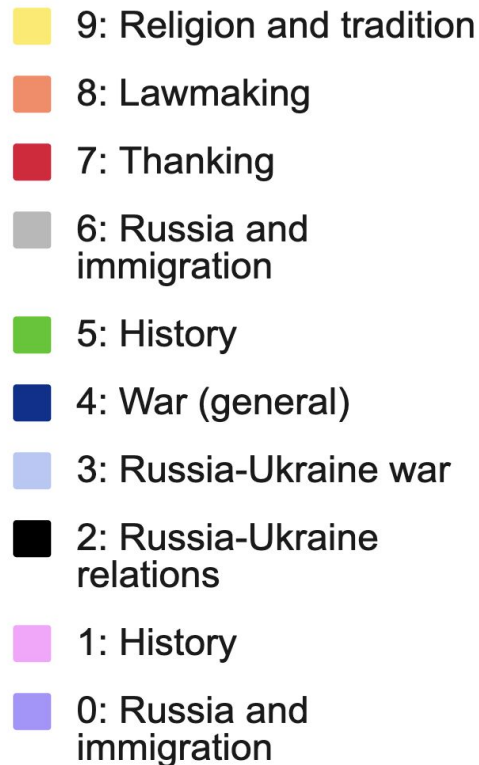 9: Religion and tradition
8: Lawmaking
7: Thanking
6: Russia and
immigration
5: History
4: War (general)
3: Russia-Ukraine war
2: Russia-Ukraine
relations
1: History
0: Russia and
immigration